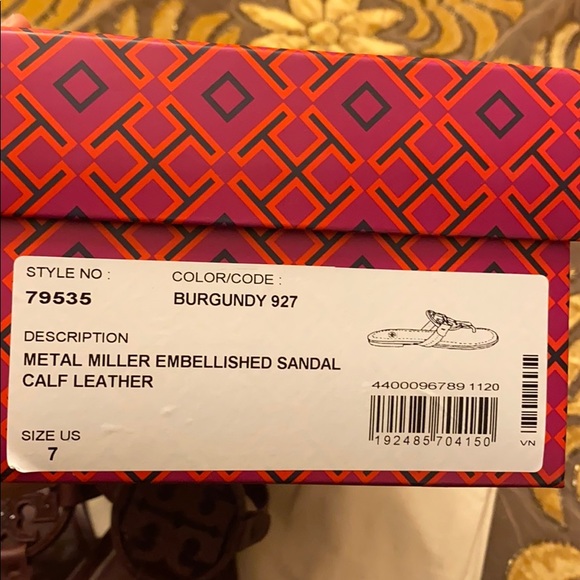 STYLE NO :
79535
COLOR/CODE :
BURGUNDY 927
DESCRIPTION
METAL MILLER EMBELLISHED SANDAL
CALF LEATHER
4400096789 1120
192485 704150
VN
SIZE US
7